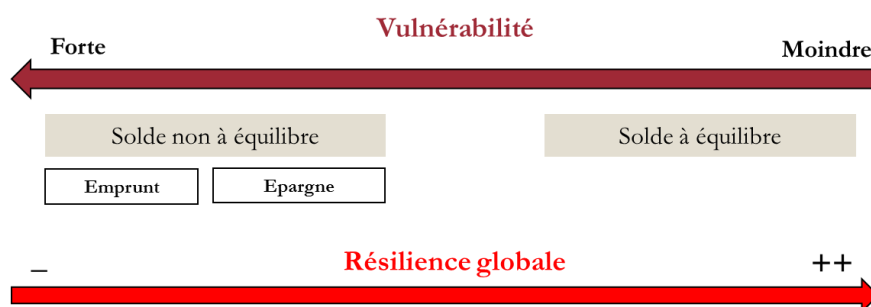 Vulnérabilité
Forte
Moindre
Solde non à équilibre
Solde à équilibre
Emprunt
Epargne
– Résilience globale ++